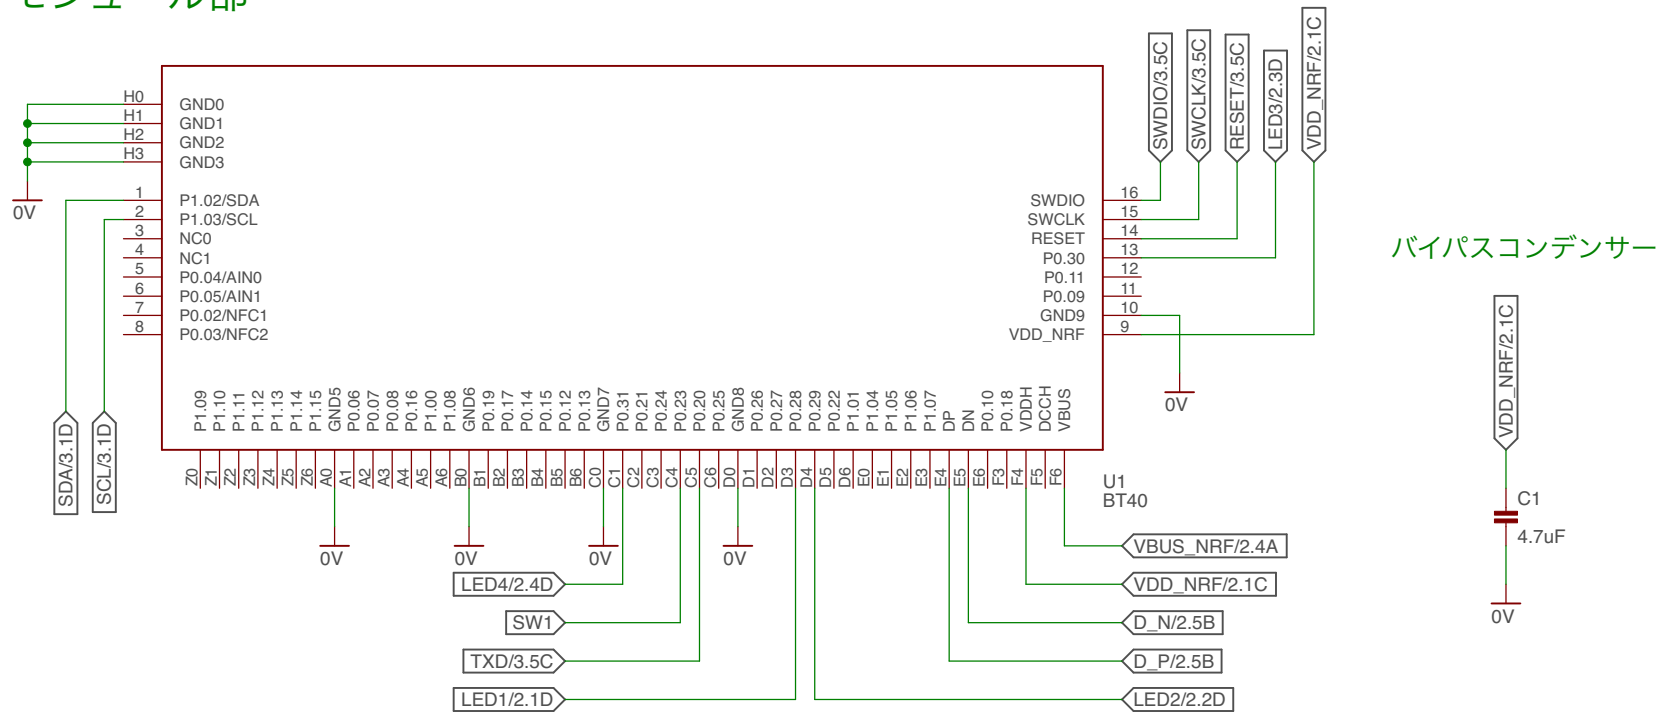 モジュール部
SWDIO/3.5C
SWCLK/3.5C
RESET/3.5C
LED3/2.3D
VDD_NRF/2.1C
H0 GND0
H1 GND1
H2 GND2
H3 GND3
0V
1 P1.02/SDA
2 P1.03/SCL
3 NC0
4 NC1
5 P0.04/AIN0
6 P0.05/AIN1
7 P0.02/NFC1
8 P0.03/NFC2
SWDIO 16
SWCLK 15
RESET 14
P0.30 13
P0.11 12
P0.09 11
GND9 10
VDD_NRF 9
0V
SDA/3.1D
SCL/3.1D
P1.09 P1.10 P1.11 P1.12 P1.13 P1.14 P1.15 GND5 P0.06 P0.07 P0.08 P0.16 P1.00 P1.08 GND6 P0.19 P0.17 P0.14 P0.15 P0.12 P0.13 GND7 P0.31 P0.21 P0.24 P0.23 P0.20 P0.25 GND8 P0.26 P0.27 P0.28 P0.29 P0.22 P1.01 P1.04 P1.05 P1.06 P1.07 DP DN P0.10 P0.18 VDDH DCCH VBUS
Z0 Z1 Z2 Z3 Z4 Z5 Z6 A0 A1 A2 A3 A4 A5 A6 B0 B1 B2 B3 B4 B5 B6 C0 C1 C2 C3 C4 C5 C6 D0 D1 D2 D3 D4 D5 D6 E0 E1 E2 E3 E4 E5 E6 F3 F4 F5 F6
U1
BT40
0V
0V
0V
0V
LED4/2.4D
SW1
TXD/3.5C
LED1/2.1D
VBUS_NRF/2.4A
VDD_NRF/2.1C
D_N/2.5B
D_P/2.5B
LED2/2.2D
バイパスコンデンサー
VDD_NRF/2.1C
C1
4.7uF
0V